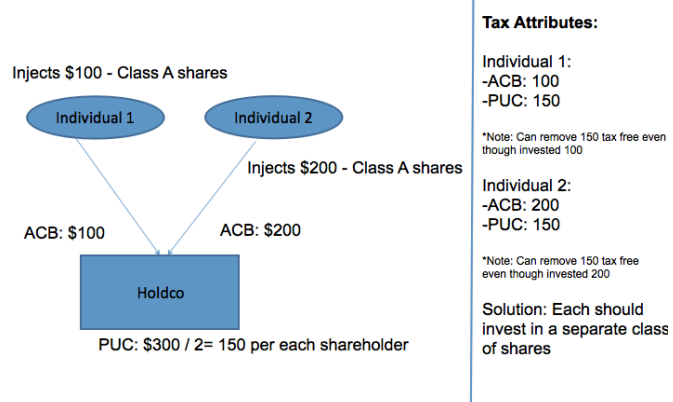 Injects $100 - Class A shares
Individual 1
Individual 2
Injects $200 - Class A shares
ACB: $100
ACB: $200
Holdco
PUC: $300 / 2= 150 per each shareholder
Tax Attributes:
Individual 1:
-ACB: 100
-PUC: 150
*Note: Can remove 150 tax free even
though invested 100
Individual 2:
-ACB: 200
-PUC: 150
*Note: Can remove 150 tax free
even though invested 200
Solution: Each should
invest in a separate class
of shares